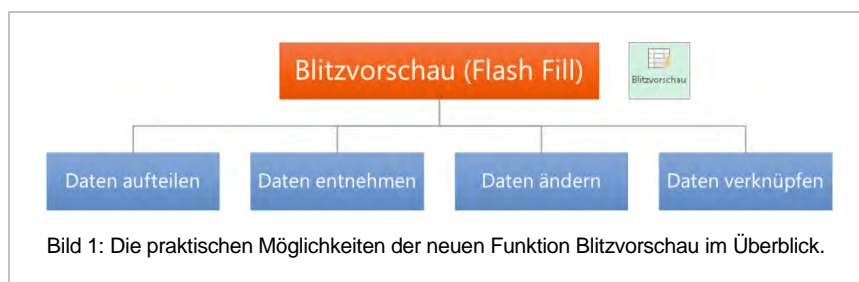 Blitzvorschau (Flash Fill)
Blitzvorschau
Daten aufteilen
Daten entnehmen
Daten ändern
Daten verknüpfen
Bild 1: Die praktischen Möglichkeiten der neuen Funktion Blitzvorschau im Überblick.